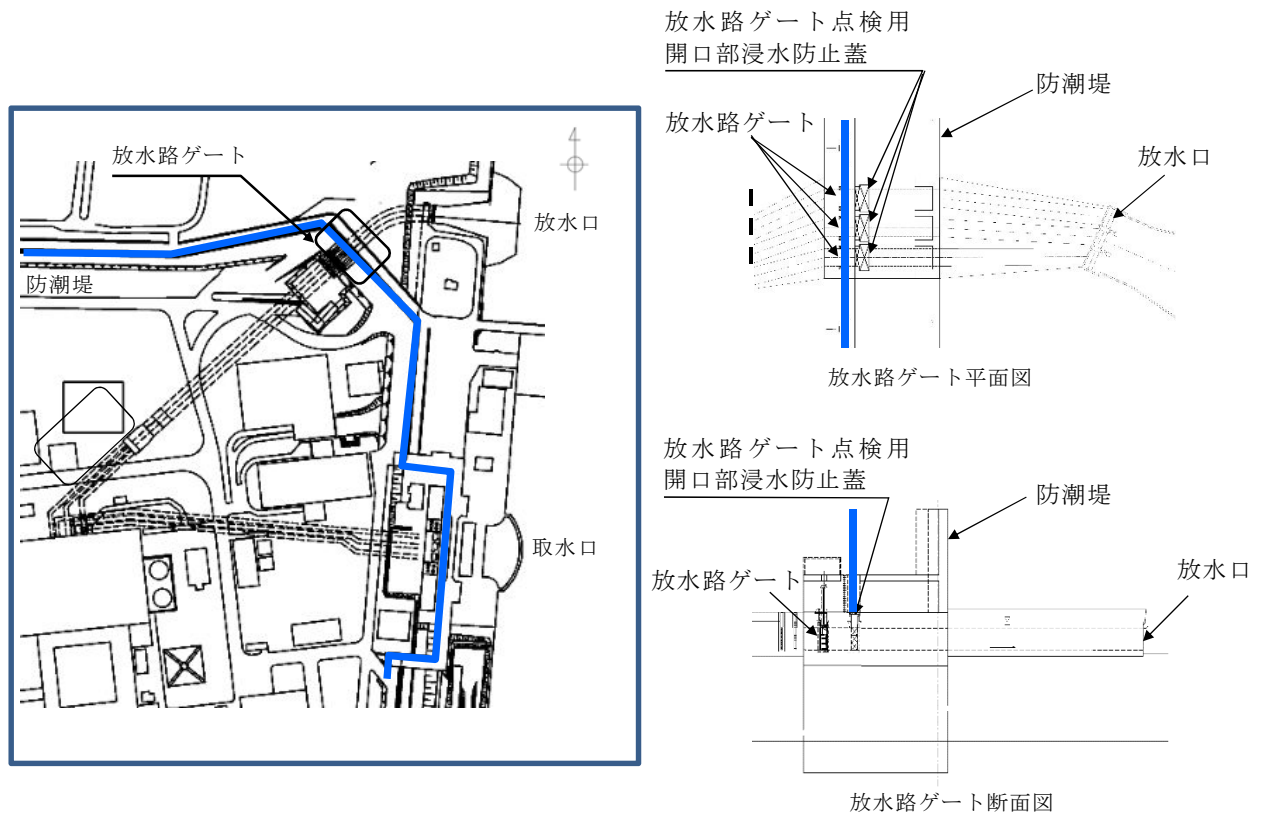 放水路ゲート
4
放水口
防潮堤
取水口
放水路ゲート点検用
開口部浸水防止蓋
防潮堤
放水路ゲート
放水口
放水路ゲート平面図
放水路ゲート点検用
開口部浸水防止蓋
防潮堤
放水路ゲート
放水口
放水路ゲート断面図